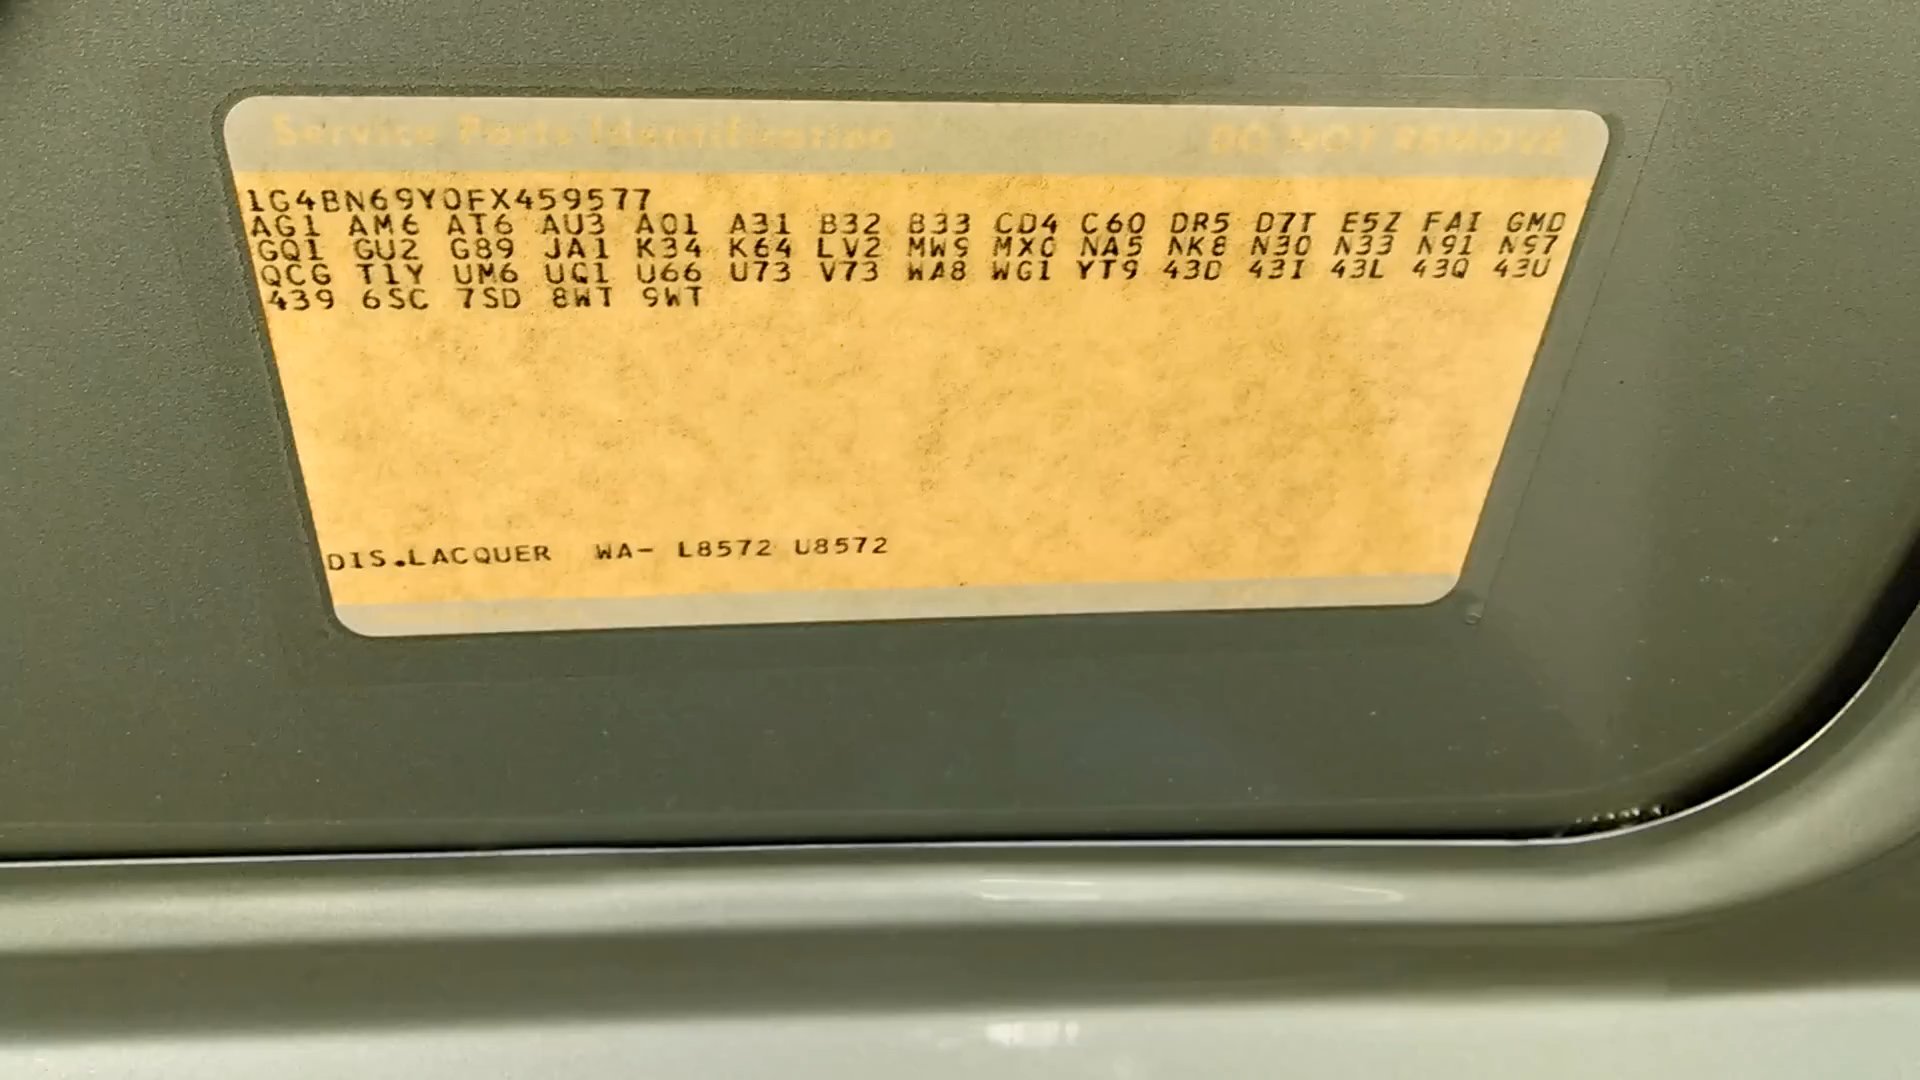 Service Parts Identification DO NOT REMOVE
1G4BN69Y0FX459577
AG1 AM6 AT6 AU3 A01 A31 B32 B33 CD4 C60 DR5 D7T E5Z FAI GMD
GQ1 GU2 G89 JA1 K34 K64 LV2 MW9 MXC NA5 NK8 N30 N33 N91 N97
QCG T1Y UM6 UQ1 U66 U73 V73 WA8 WG1 YT9 43D 43I 43L 43Q 43U
439 6SC 7SD 8WT 9WT
DIS.LACQUER WA- L8572 U8572